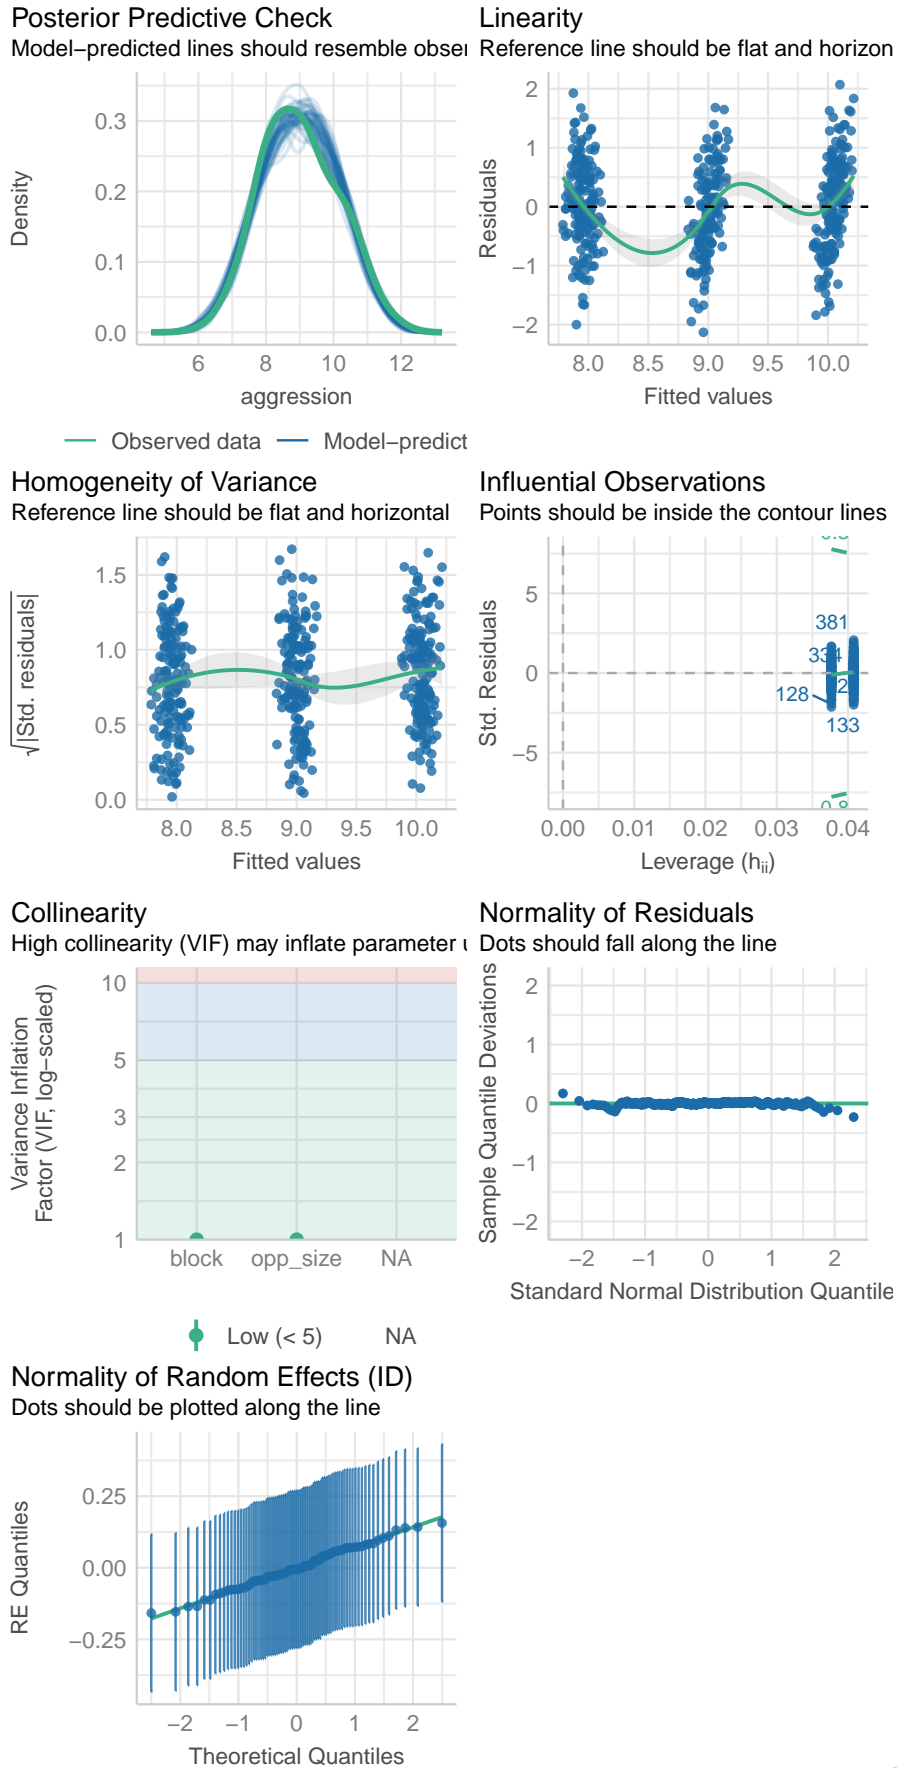 Posterior Predictive Check
Model−predicted lines should resemble obser
0.3
0.2
0.1
0.0
Density
6 8 10 12
aggression
Observed data Model−predict
Linearity
Reference line should be flat and horizon
2
1
0
−1
−2
Residuals
8.0 8.5 9.0 9.5 10.0
Fitted values
Homogeneity of Variance
Reference line should be flat and horizontal
1.5
1.0
0.5
0.0
√|Std. residuals|
8.0 8.5 9.0 9.5 10.0
Fitted values
Influential Observations
Points should be inside the contour lines
5
0
−5
Std. Residuals
381
334
2
128
133
0.8
0.00 0.01 0.02 0.03 0.04
Leverage (hii)
Collinearity
High collinearity (VIF) may inflate parameter
10
5
3
2
1
Variance Inflation
Factor (VIF, log−scaled)
block opp_size NA
Low (< 5) NA
Normality of Residuals
Dots should fall along the line
2
1
0
−1
−2
Sample Quantile Deviations
−2 −1 0 1 2
Standard Normal Distribution Quantile
Normality of Random Effects (ID)
Dots should be plotted along the line
0.25
0.00
−0.25
RE Quantiles
−2 −1 0 1 2
Theoretical Quantiles